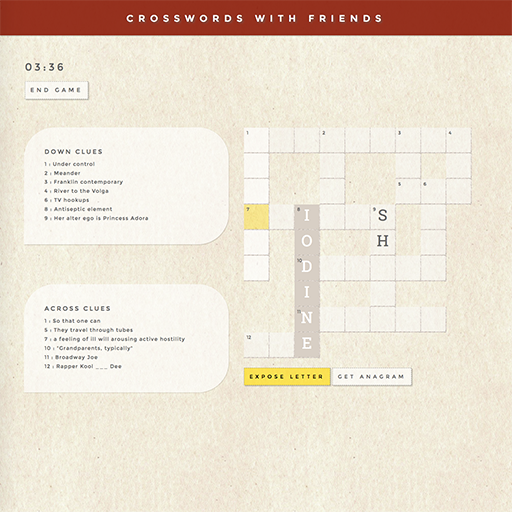 CROSSWORDS WITH FRIENDS
03:36
END GAME
DOWN CLUES
1 : Under control
2 : Meander
3 : Franklin contemporary
4 : River to the Volga
6 : TV hookups
8 : Antiseptic element
9 : Her alter ego is Princess Adora
ACROSS CLUES
1 : So that one can
5 : They travel through tubes
7 : a feeling of ill will arousing active hostility
10 : "Grandparents, typically"
11 : Broadway Joe
12 : Rapper Kool ___ Dee
1 2 3 4
5 6
7 8 I 9 S
O H
10 D
I
11 N
12 E
EXPOSE LETTER GET ANAGRAM